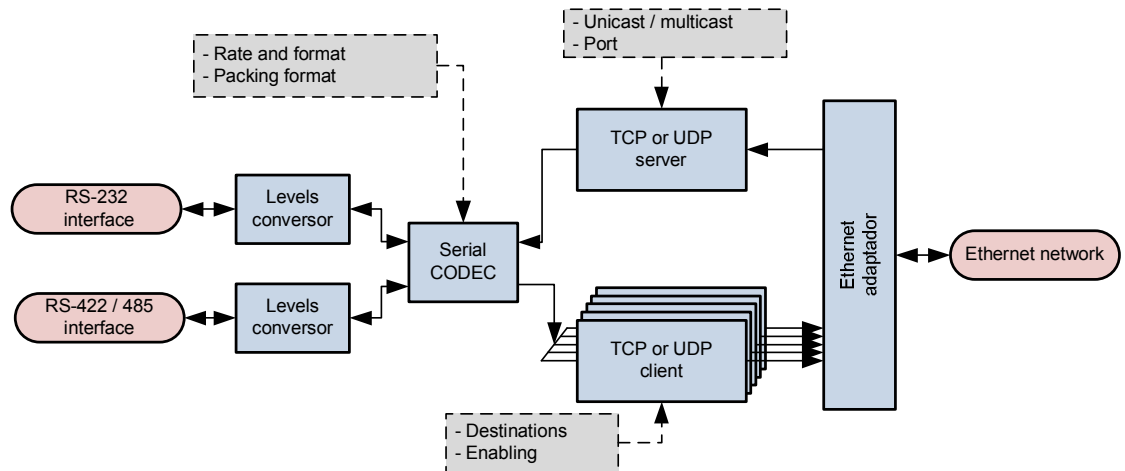 - Unicast / multicast
- Port
- Rate and format
- Packing format
TCP or UDP
server
RS-232
interface
Levels
conversor
Serial
CODEC
Ethernet
adaptador
Ethernet network
RS-422 / 485
interface
Levels
conversor
TCP or UDP
client
- Destinations
- Enabling